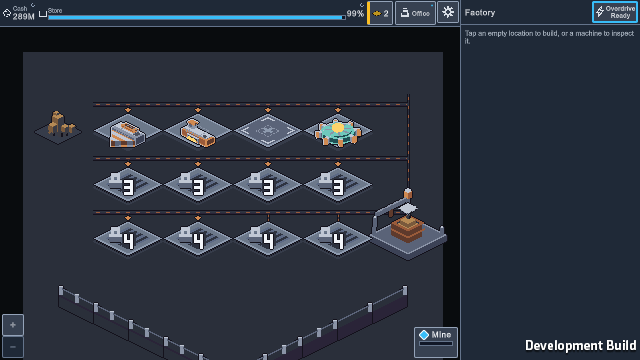 Cash
289M
Store
99%
2
Office
Factory
Overdrive
Ready
Tap an empty location to build, or a machine to inspect
it.
3 3 3 3
4 4 4 4
+
−
Mine
Development Build